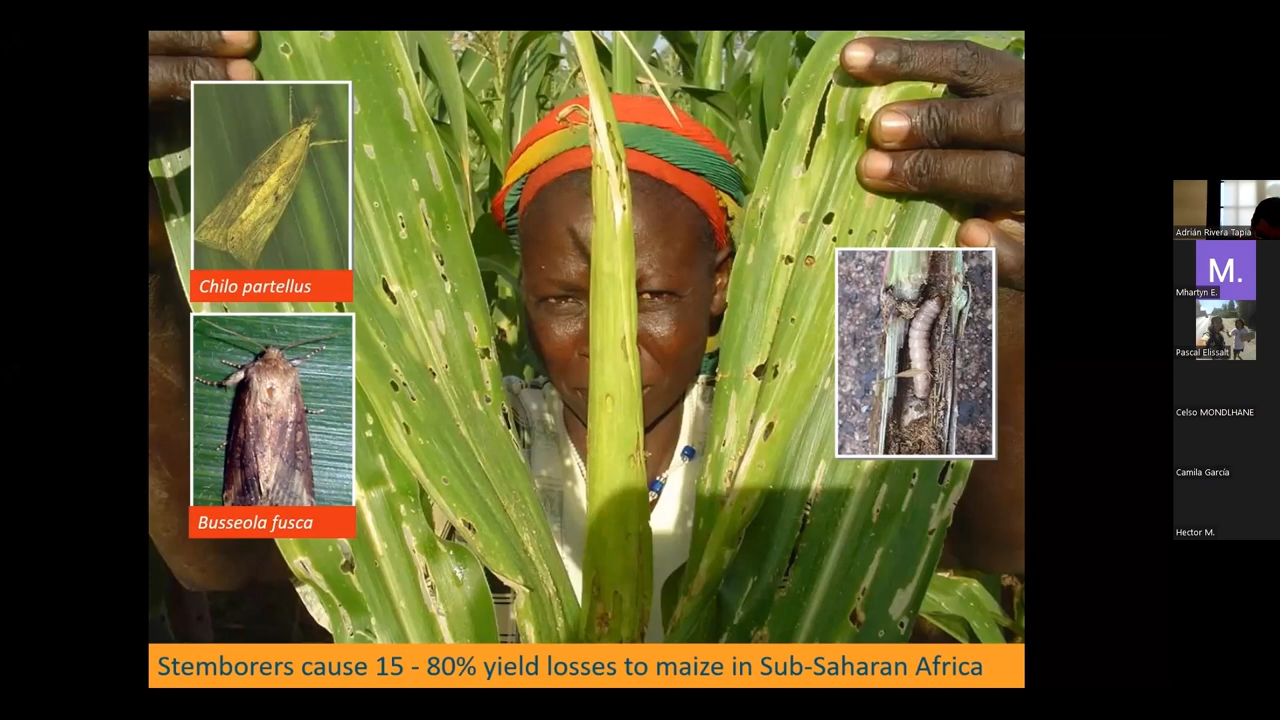 Chilo partellus
Busseola fusca
Stemborers cause 15 - 80% yield losses to maize in Sub-Saharan Africa
Adrián Rivera Tapia
M.
Mhartyn E.
Pascal Elissalt
Celso MONDLHANE
Camila García
Hector M.